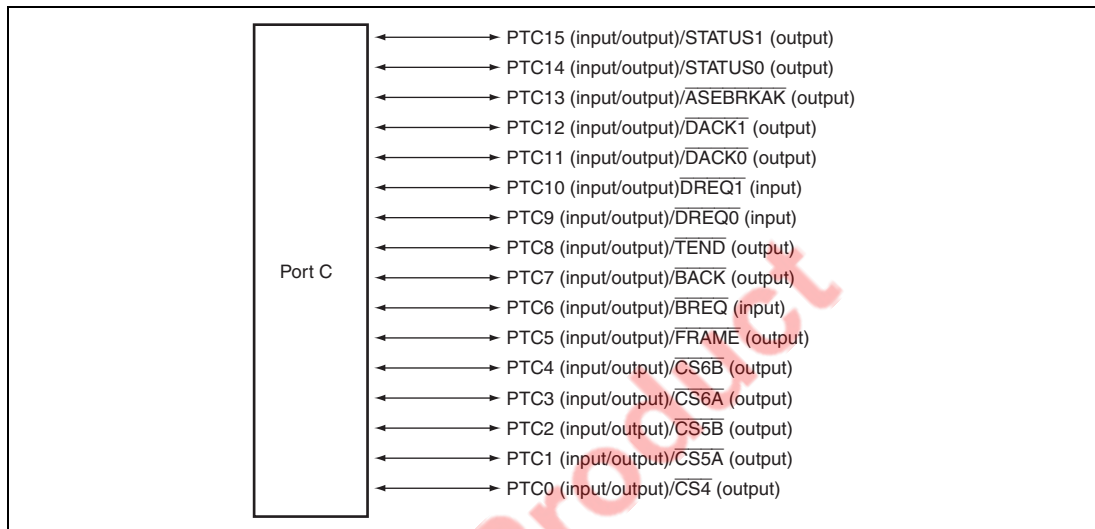 PTC15 (input/output)/STATUS1 (output)
PTC14 (input/output)/STATUS0 (output)
PTC13 (input/output)/ASEBRKAK (output)
PTC12 (input/output)/DACK1 (output)
PTC11 (input/output)/DACK0 (output)
PTC10 (input/output)DREQ1 (input)
PTC9 (input/output)/DREQ0 (input)
PTC8 (input/output)/TEND (output)
Port C
PTC7 (input/output)/BACK (output)
PTC6 (input/output)/BREQ (input)
PTC5 (input/output)/FRAME (output)
PTC4 (input/output)/CS6B (output)
PTC3 (input/output)/CS6A (output)
PTC2 (input/output)/CS5B (output)
PTC1 (input/output)/CS5A (output)
PTC0 (input/output)/CS4 (output)
Product